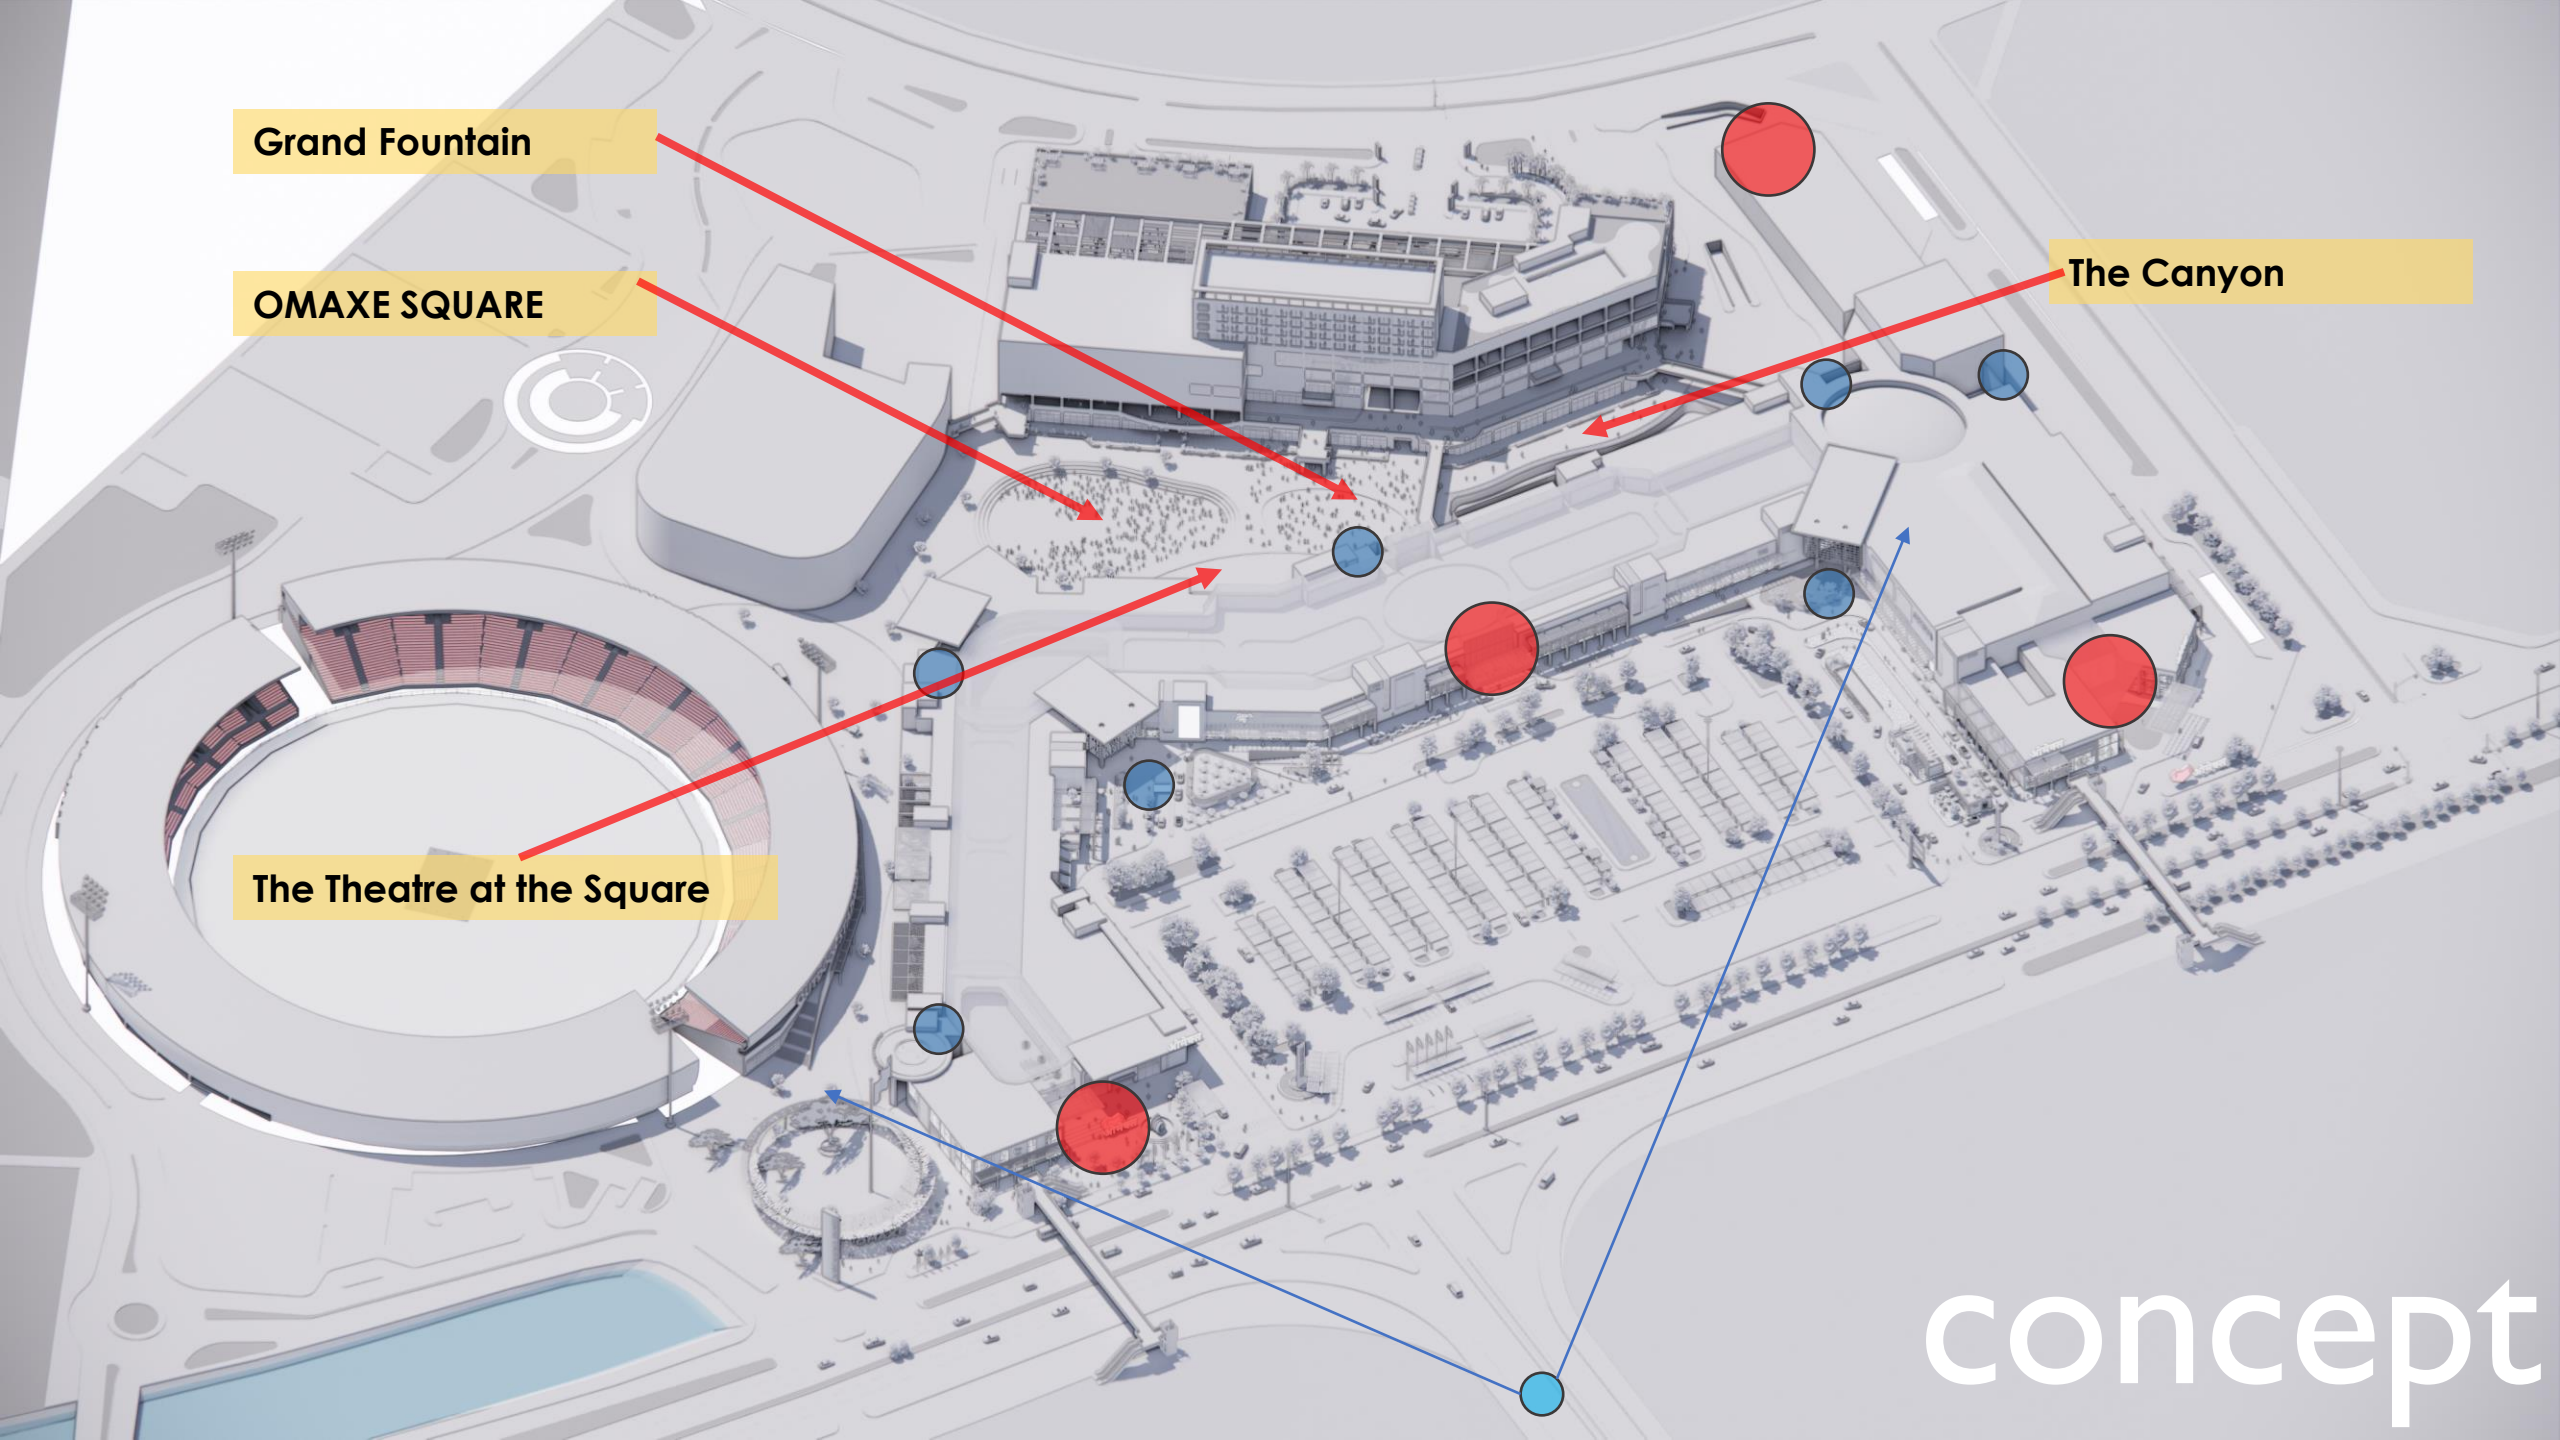 Grand Fountain
OMAXE SQUARE
The Canyon
The Theatre at the Square
concept